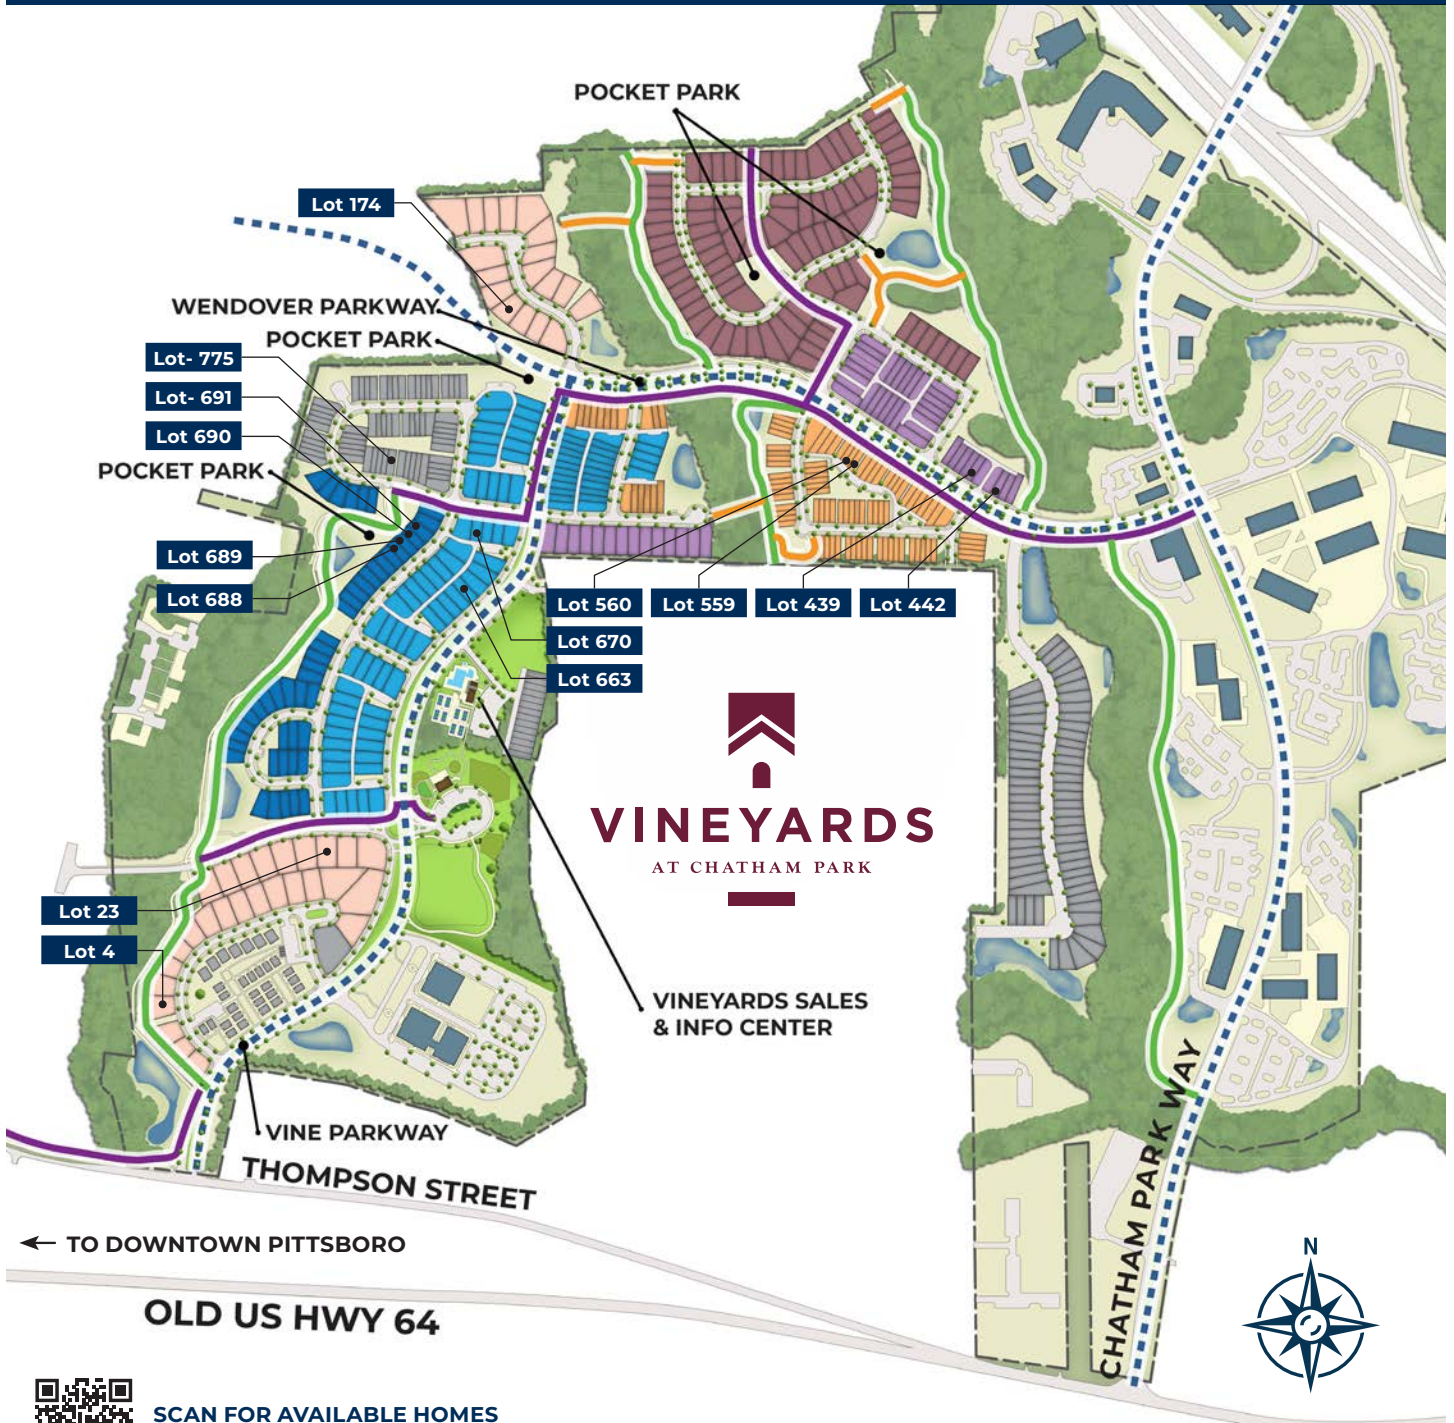 POCKET PARK
Lot 174
WENDOVER PARKWAY
POCKET PARK
Lot- 775
Lot- 691
Lot 690
POCKET PARK
Lot 689
Lot 688
Lot 560
Lot 559
Lot 439
Lot 442
Lot 670
Lot 663
VINEYARDS
AT CHATHAM PARK
Lot 23
Lot 4
VINEYARDS SALES
& INFO CENTER
VINE PARKWAY
THOMPSON STREET
CHATHAM PARK WAY
TO DOWNTOWN PITTSBORO
N
OLD US HWY 64
SCAN FOR AVAILABLE HOMES